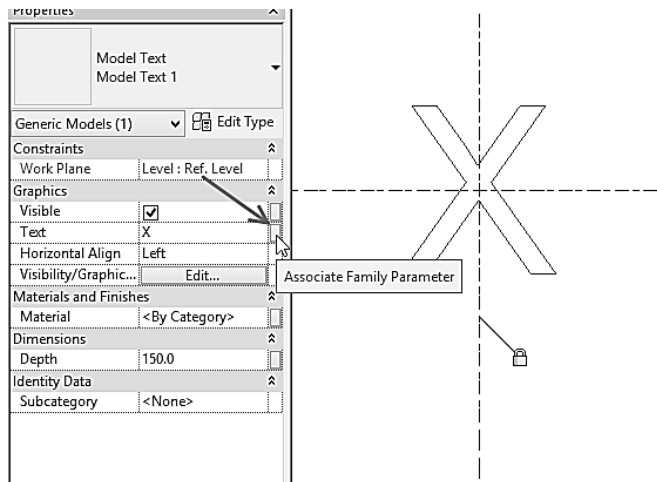 Properties
Model Text
Model Text 1
Generic Models (1)
Edit Type
Constraints
Work Plane Level : Ref. Level
Graphics
Visible
Text X
Horizontal Align Left
Visibility/Graphic... Edit...
Associate Family Parameter
Materials and Finishes
Material <By Category>
Dimensions
Depth 150.0
Identity Data
Subcategory <None>
X